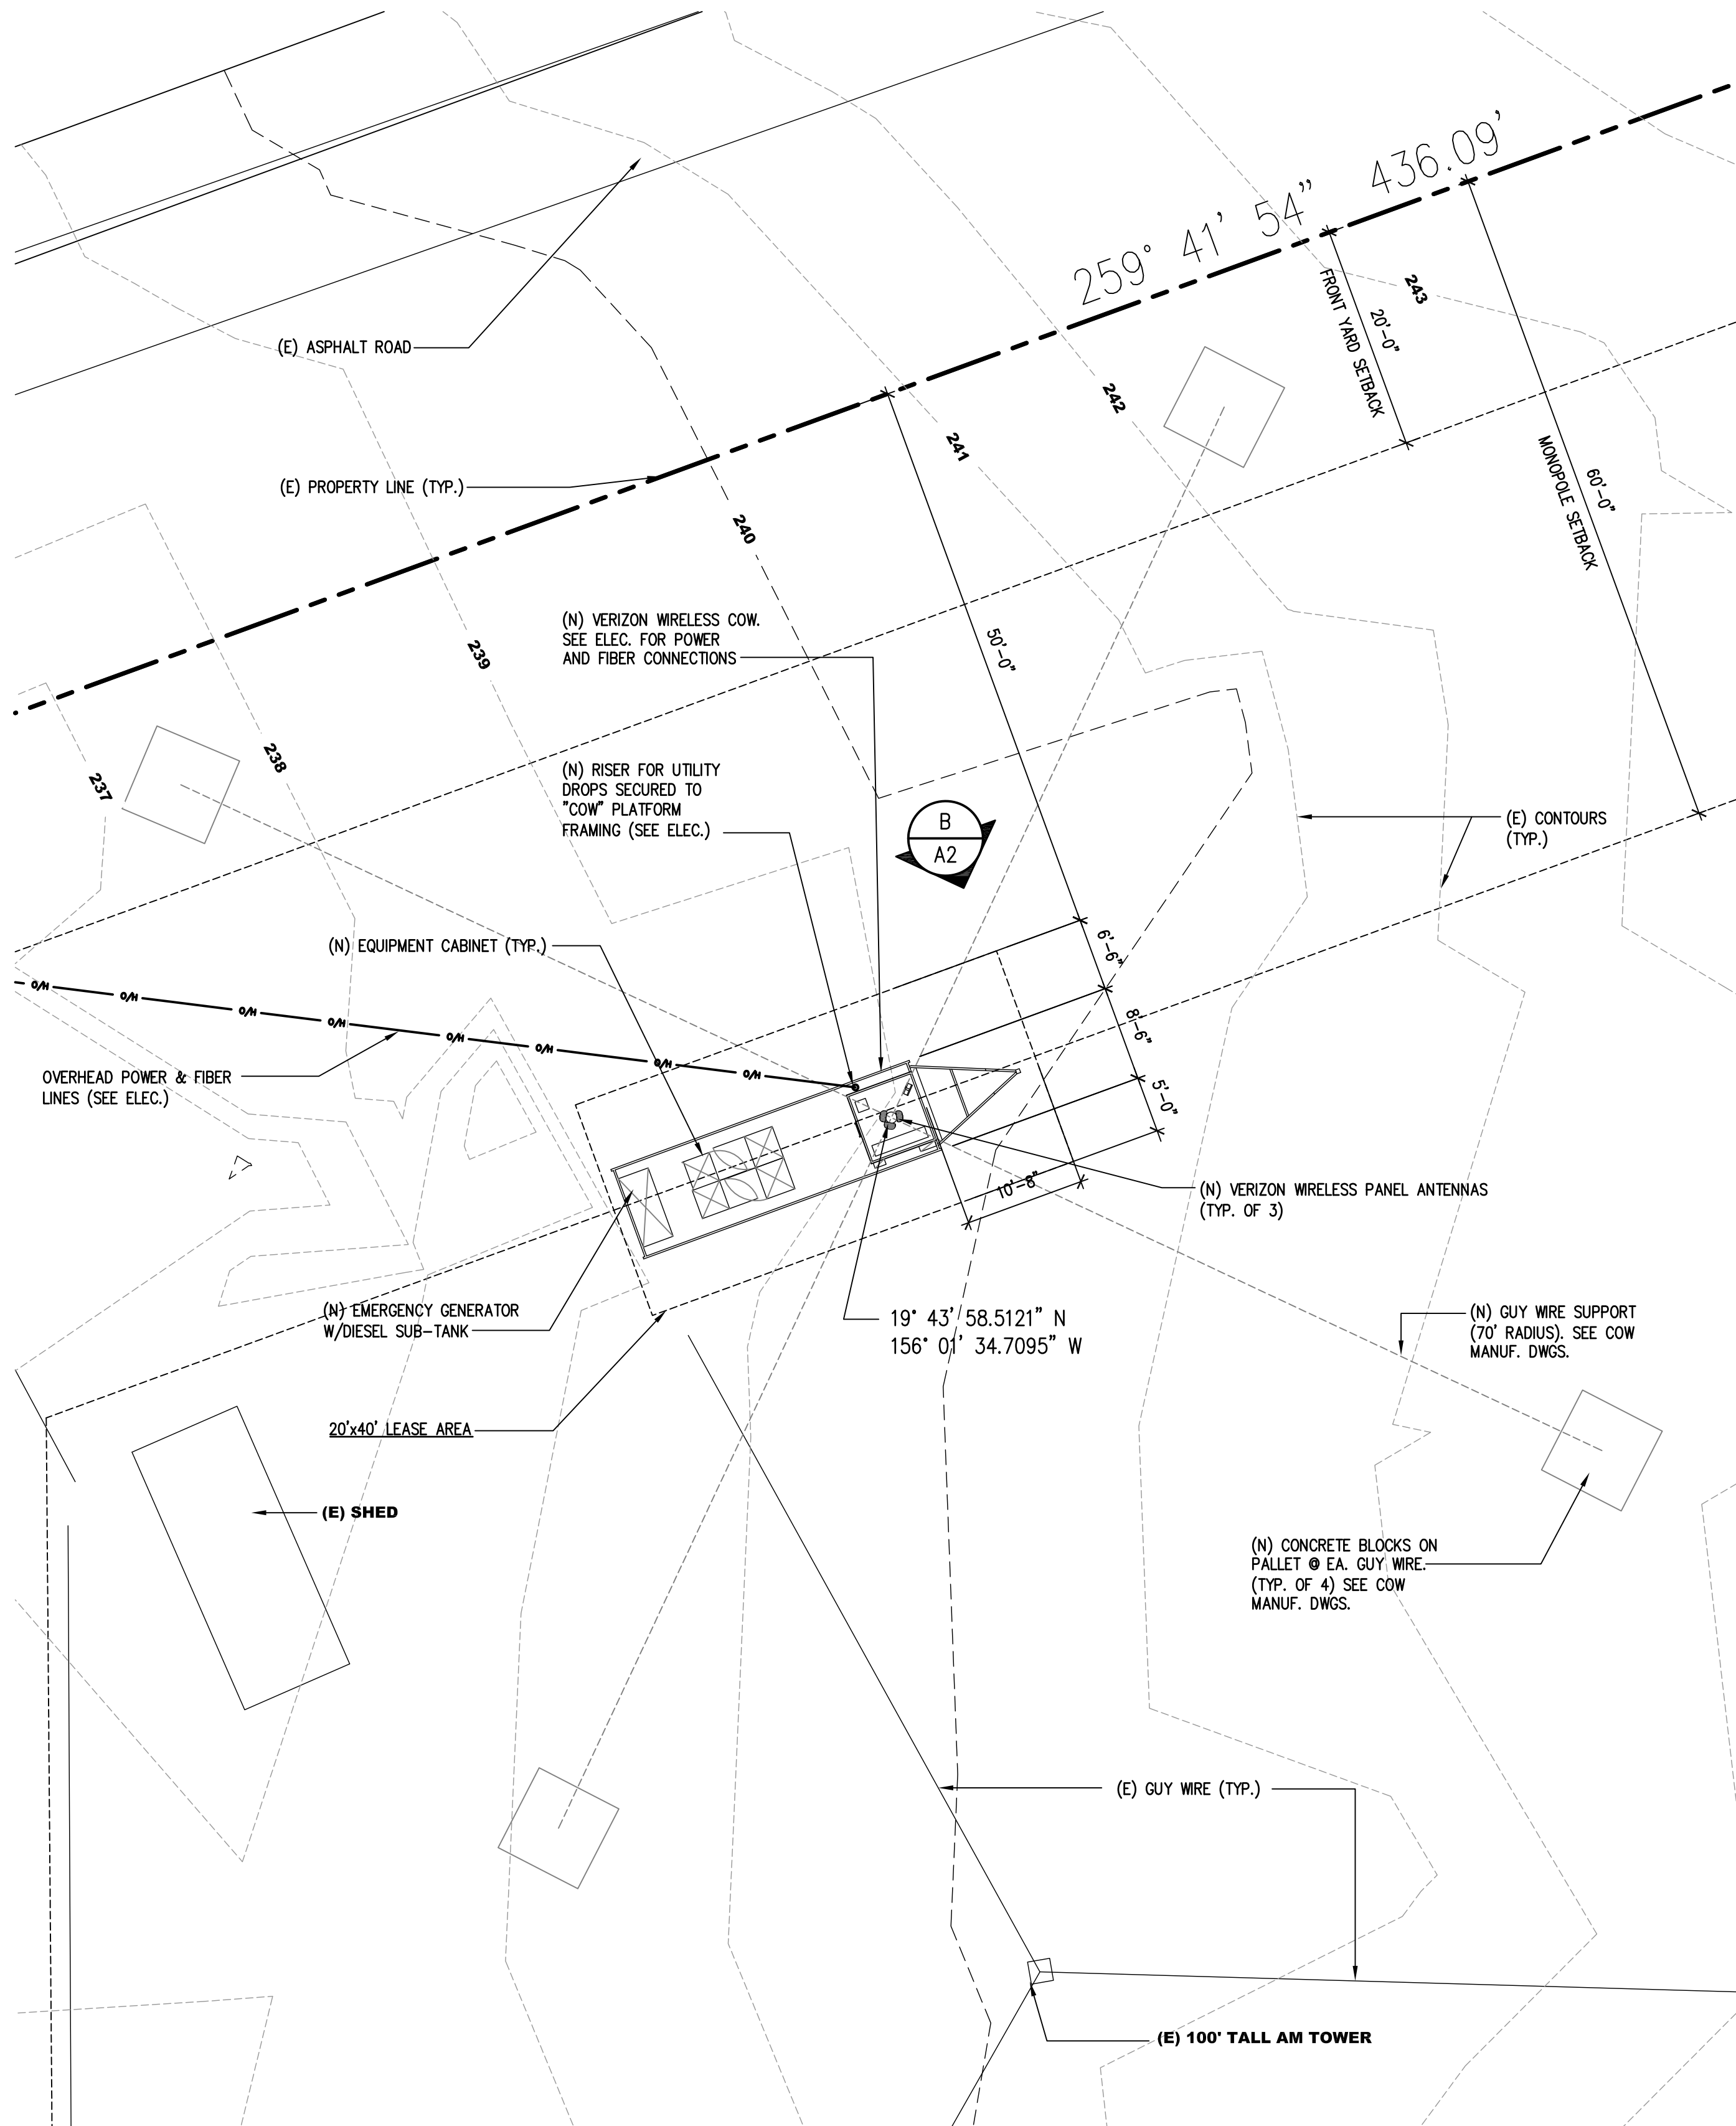 259° 41' 54"
436.09'
(E) ASPHALT ROAD
243
FRONT YARD SETBACK
20'-0"
242
241
MONOPOLE SETBACK
60'-0"
(E) PROPERTY LINE (TYP.)
240
239
238
237
(N) VERIZON WIRELESS COW.
SEE ELEC. FOR POWER
AND FIBER CONNECTIONS
50'-0"
(N) RISER FOR UTILITY
DROPS SECURED TO
"COW" PLATFORM
FRAMING (SEE ELEC.)
B
A2
(E) CONTOURS
(TYP.)
(N) EQUIPMENT CABINET (TYP.)
6'-6"
8'-6"
5'-0"
10'-8"
O/H
O/H
O/H
O/H
O/H
O/H
O/H
O/H
OVERHEAD POWER & FIBER
LINES (SEE ELEC.)
(N) VERIZON WIRELESS PANEL ANTENNAS
(TYP. OF 3)
(N) EMERGENCY GENERATOR
W/DIESEL SUB-TANK
19° 43' 58.5121" N
156° 01' 34.7095" W
(N) GUY WIRE SUPPORT
(70' RADIUS). SEE COW
MANUF. DWGS.
20'x40' LEASE AREA
(E) SHED
(N) CONCRETE BLOCKS ON
PALLET @ EA. GUY WIRE.
(TYP. OF 4) SEE COW
MANUF. DWGS.
(E) GUY WIRE (TYP.)
(E) 100' TALL AM TOWER